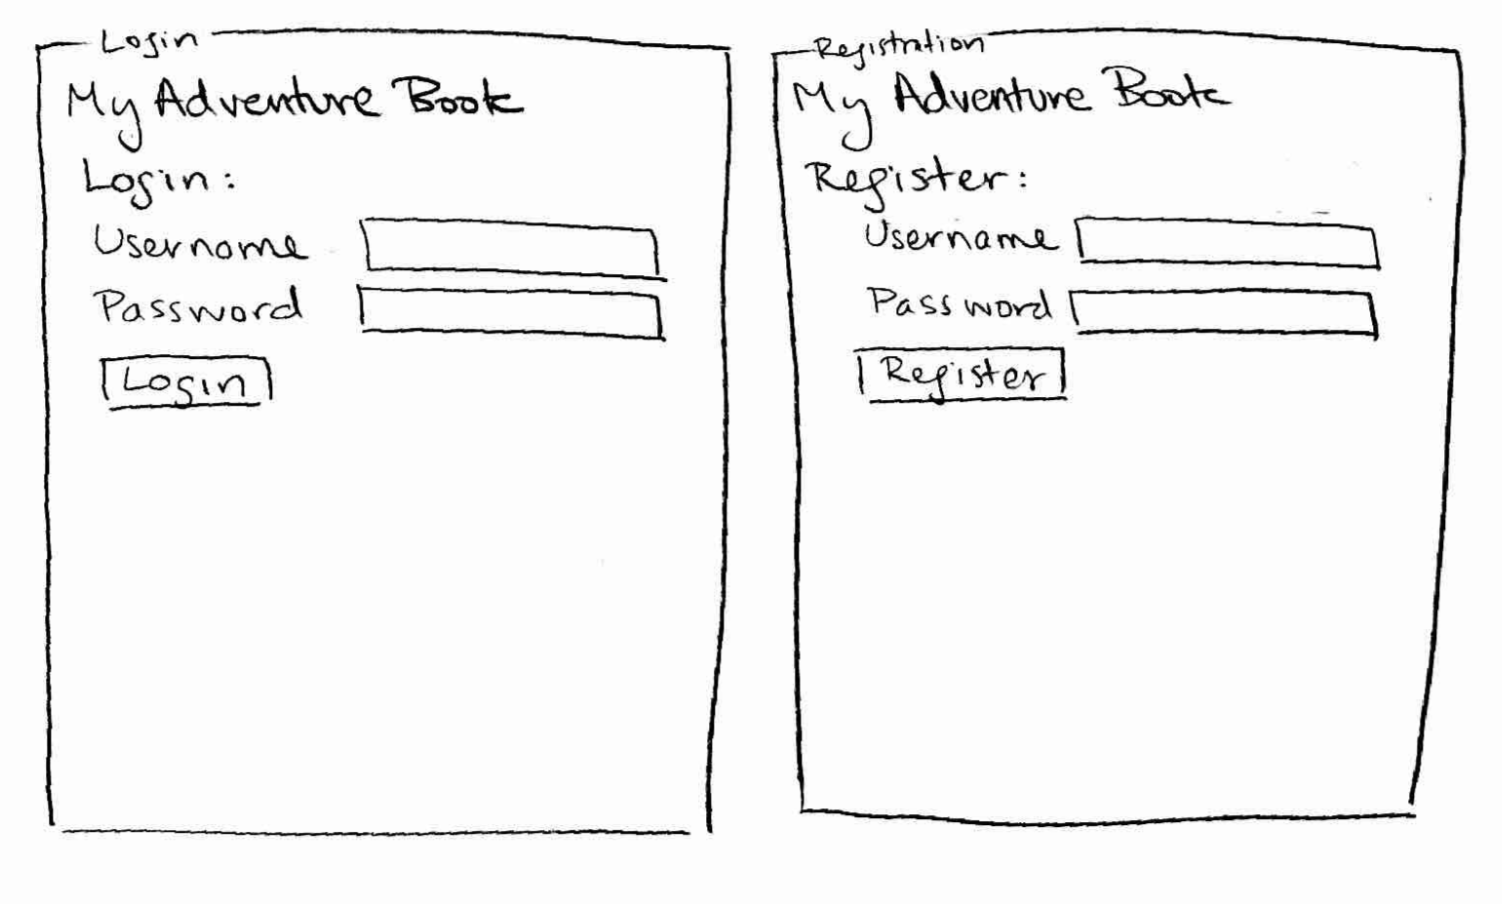 Login
My Adventure Book
Login:
Username
Password
Login
Registration
My Adventure Book
Register:
Username
Password
Register